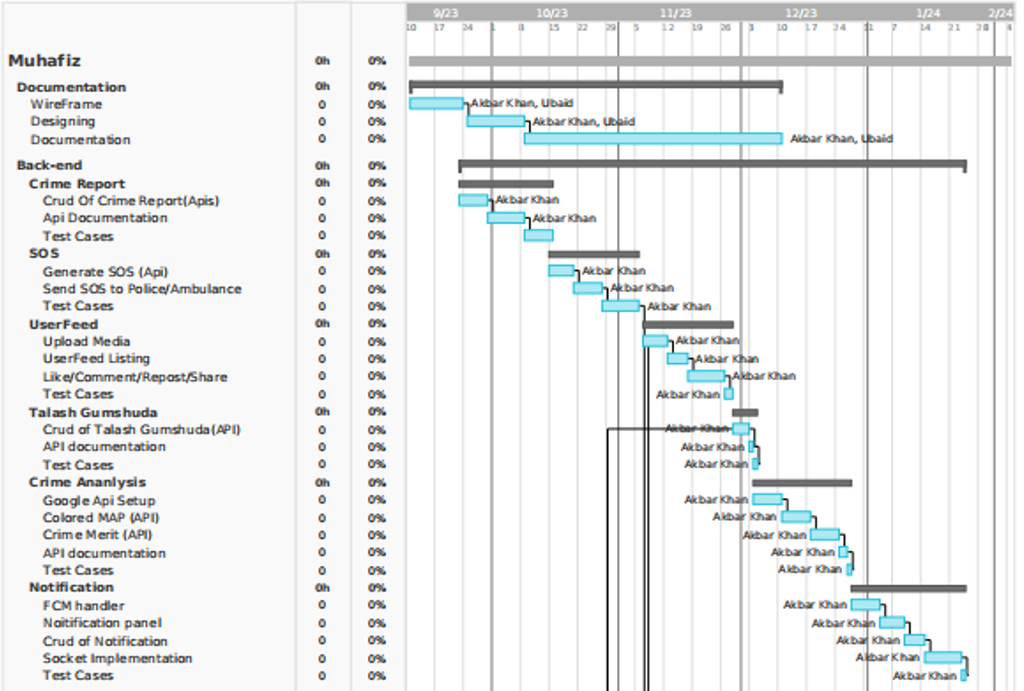 9/23 10/23 11/23 12/23 1/24 2/24
10 17 24 1 8 15 22 29 5 12 19 26 3 10 17 24 31 7 14 21 28 4
Muhafiz 0h 0%
Documentation 0h 0%
WireFrame 0 0% Akbar Khan, Ubaid
Designing 0 0% Akbar Khan, Ubaid
Documentation 0 0% Akbar Khan, Ubaid
Back-end 0h 0%
Crime Report 0h 0%
Crud Of Crime Report(Apis) 0 0% Akbar Khan
Api Documentation 0 0% Akbar Khan
Test Cases 0 0%
SOS 0h 0%
Generate SOS (Api) 0 0% Akbar Khan
Send SOS to Police/Ambulance 0 0% Akbar Khan
Test Cases 0 0% Akbar Khan
UserFeed 0h 0%
Upload Media 0 0% Akbar Khan
UserFeed Listing 0 0% Akbar Khan
Like/Comment/Repost/Share 0 0% Akbar Khan
Test Cases 0 0% Akbar Khan
Talash Gumshuda 0h 0%
Crud of Talash Gumshuda(API) 0 0% Akbar Khan
API documentation 0 0% Akbar Khan
Test Cases 0 0% Akbar Khan
Crime Ananlysis 0h 0%
Google Api Setup 0 0% Akbar Khan
Colored MAP (API) 0 0% Akbar Khan
Crime Merit (API) 0 0% Akbar Khan
API documentation 0 0% Akbar Khan
Test Cases 0 0% Akbar Khan
Notification 0h 0%
FCM handler 0 0% Akbar Khan
Noitification panel 0 0% Akbar Khan
Crud of Notification 0 0% Akbar Khan
Socket Implementation 0 0% Akbar Khan
Test Cases 0 0% Akbar Khan